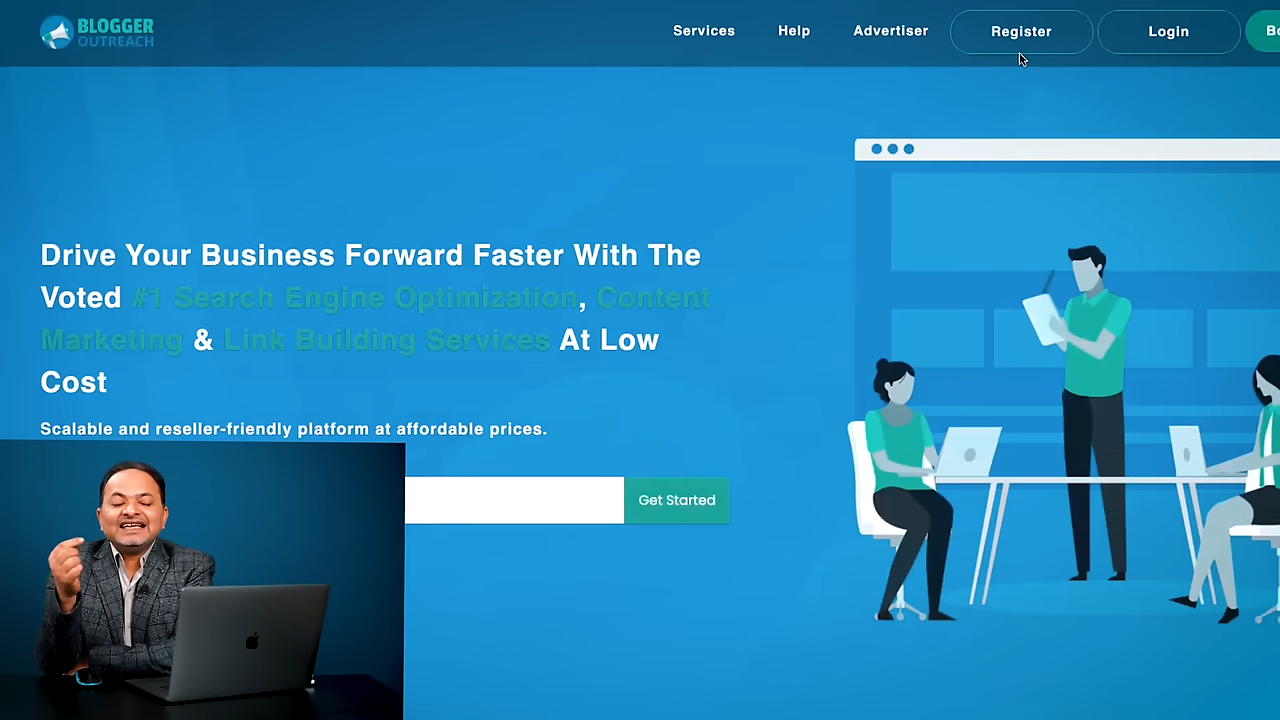 BLOGGER
OUTREACH
Services
Help
Advertiser
Register
Login
Drive Your Business Forward Faster With The
Voted #1 Search Engine Optimization, Content
Marketing & Link Building Services At Low
Cost
Scalable and reseller-friendly platform at affordable prices.
Get Started